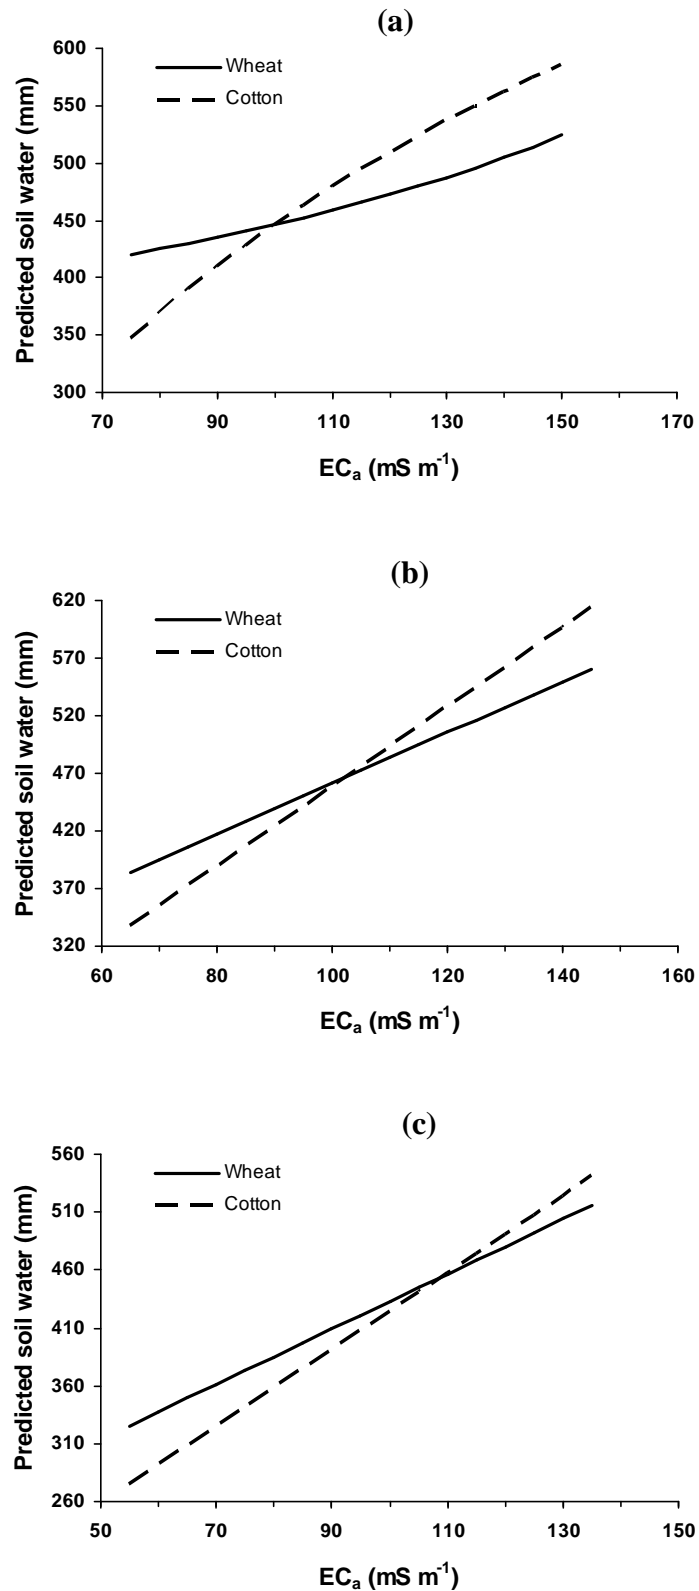 (a)
Wheat
Cotton
Predicted soil water (mm)
600
550
500
450
400
350
300
70 90 110 130 150 170
ECₐ (mS m⁻¹)
(b)
Wheat
Cotton
Predicted soil water (mm)
620
570
520
470
420
370
320
60 80 100 120 140 160
ECₐ (mS m⁻¹)
(c)
Wheat
Cotton
Predicted soil water (mm)
560
510
460
410
360
310
260
50 70 90 110 130 150
ECₐ (mS m⁻¹)